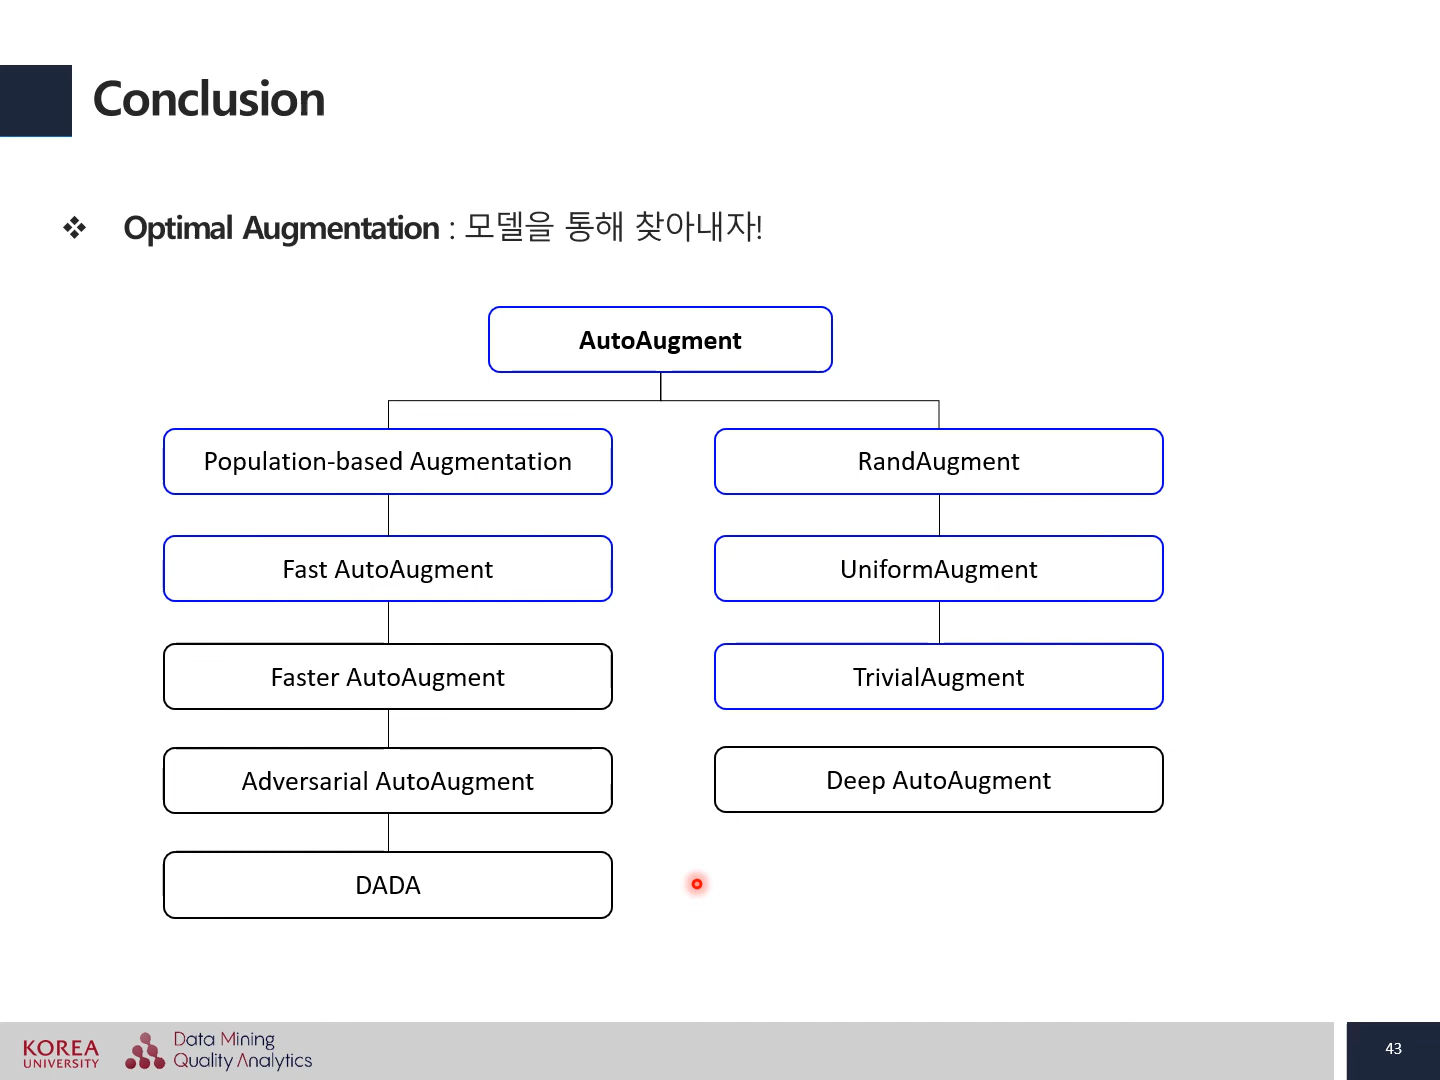 Conclusion
❖ Optimal Augmentation : 모델을 통해 찾아내자!
AutoAugment
Population-based Augmentation
RandAugment
Fast AutoAugment
UniformAugment
Faster AutoAugment
TrivialAugment
Adversarial AutoAugment
Deep AutoAugment
DADA
KOREA
UNIVERSITY
Data Mining
Quality Analytics
43